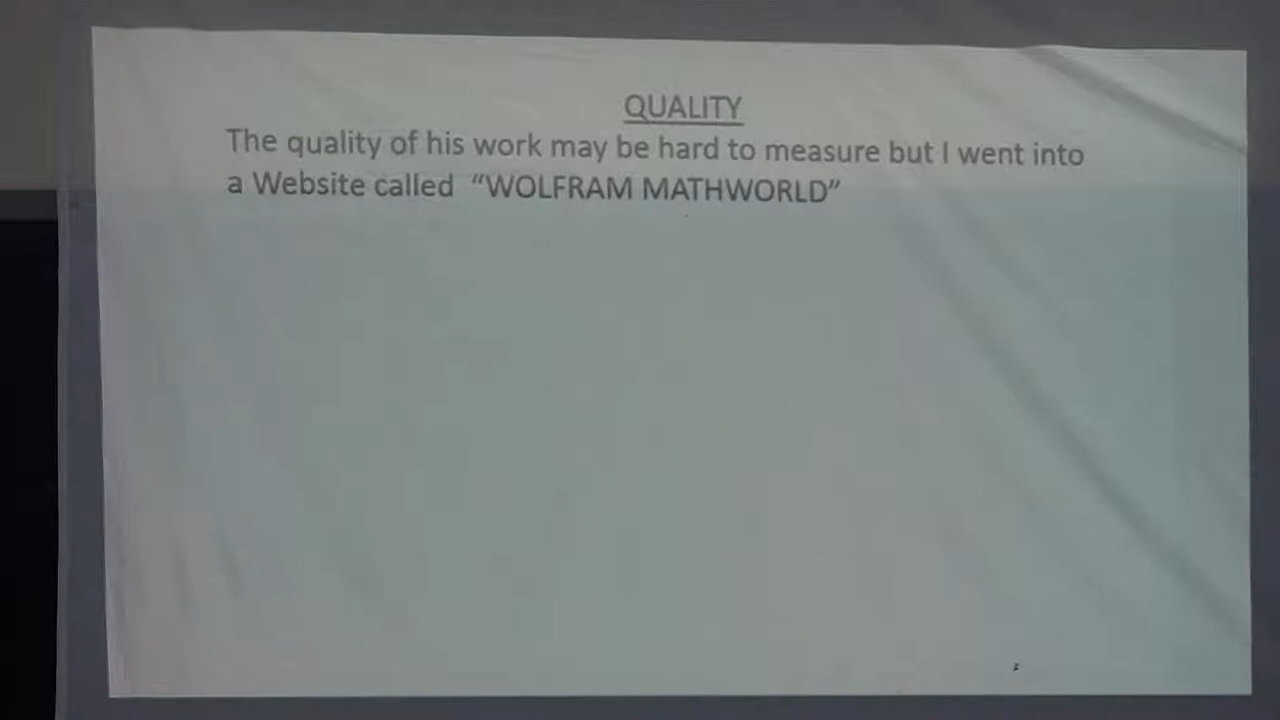 QUALITY
The quality of his work may be hard to measure but I went into
a Website called “WOLFRAM MATHWORLD”